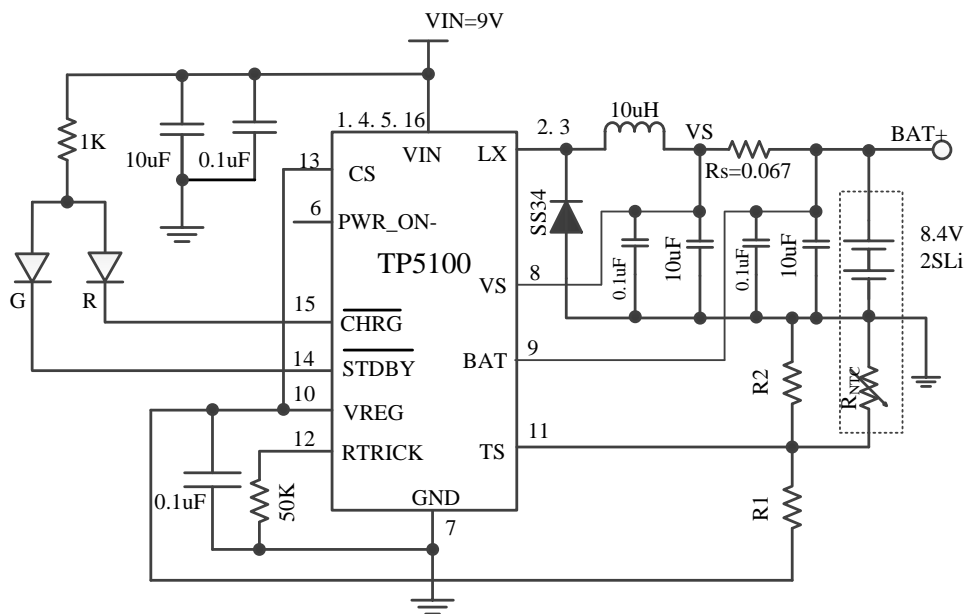 VIN=9V
1K
10uF
0.1uF
1. 4. 5. 16
VIN
13
CS
6
PWR_ON-
TP5100
15
CHRG
14
STDBY
10
VREG
12
RTRICK
GND
7
0.1uF
50K
G
R
LX
2. 3
10uH
VS
Rs=0.067
BAT+
SS34
VS
8
0.1uF
10uF
0.1uF
10uF
8.4V
2SLi
BAT
9
R2
RNTC
TS
11
R1